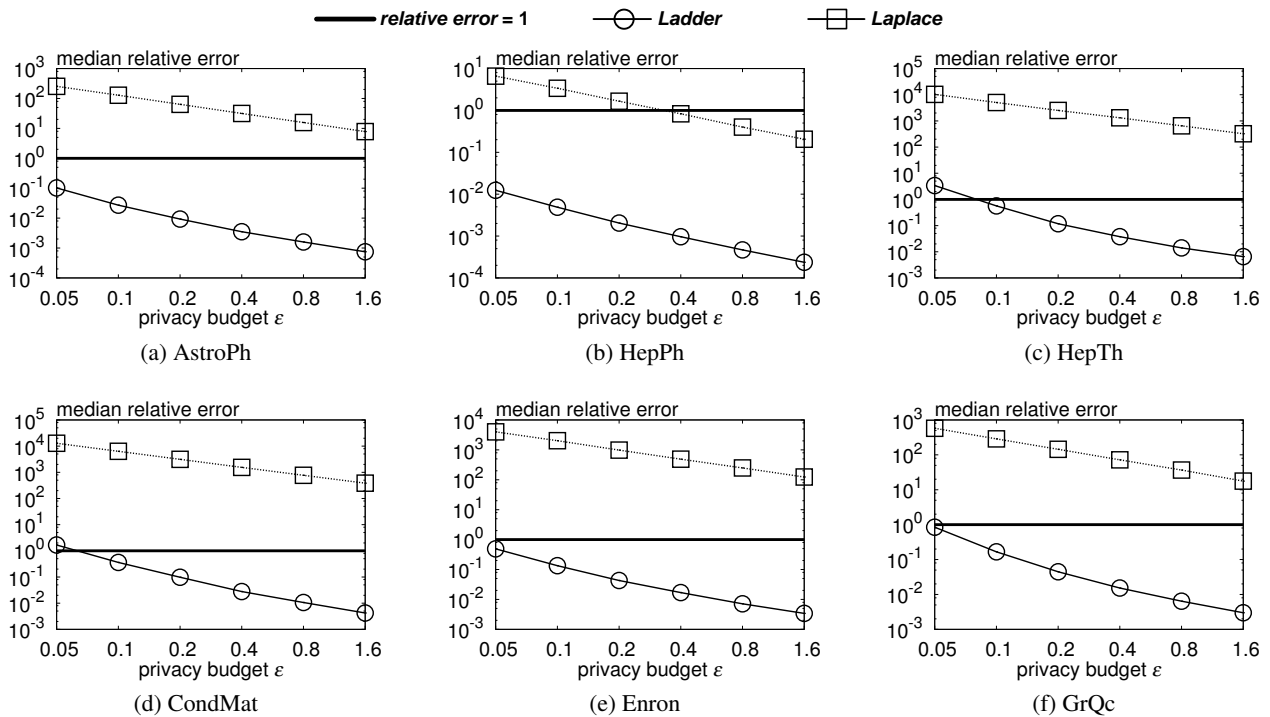 relative error = 1 Ladder Laplace
median relative error
10^3
10^2
10^1
10^0
10^-1
10^-2
10^-3
10^-4
0.05 0.1 0.2 0.4 0.8 1.6
privacy budget ε
(a) AstroPh
median relative error
10^1
10^0
10^-1
10^-2
10^-3
10^-4
0.05 0.1 0.2 0.4 0.8 1.6
privacy budget ε
(b) HepPh
median relative error
10^5
10^4
10^3
10^2
10^1
10^0
10^-1
10^-2
10^-3
0.05 0.1 0.2 0.4 0.8 1.6
privacy budget ε
(c) HepTh
median relative error
10^5
10^4
10^3
10^2
10^1
10^0
10^-1
10^-2
10^-3
0.05 0.1 0.2 0.4 0.8 1.6
privacy budget ε
(d) CondMat
median relative error
10^4
10^3
10^2
10^1
10^0
10^-1
10^-2
10^-3
0.05 0.1 0.2 0.4 0.8 1.6
privacy budget ε
(e) Enron
median relative error
10^3
10^2
10^1
10^0
10^-1
10^-2
10^-3
0.05 0.1 0.2 0.4 0.8 1.6
privacy budget ε
(f) GrQc